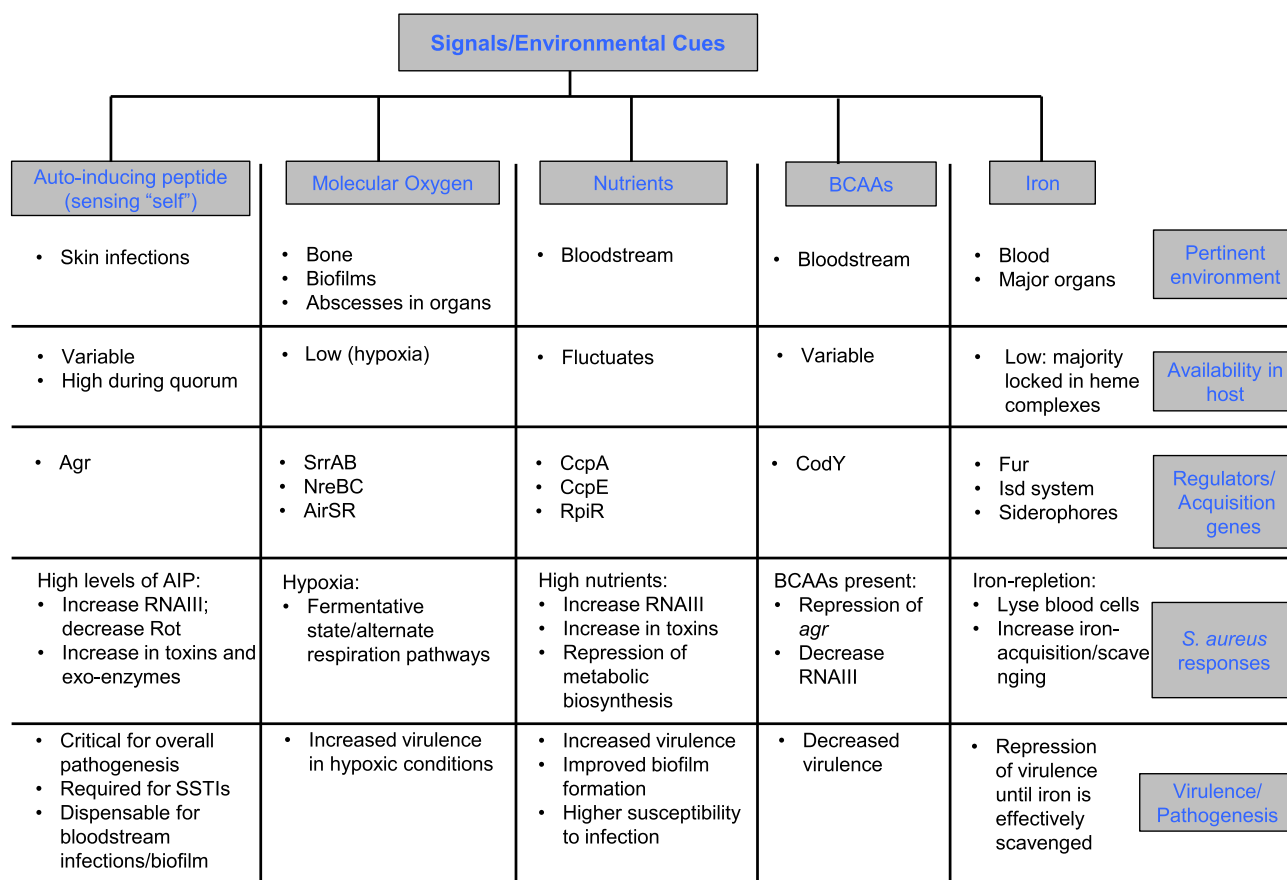 Signals/Environmental Cues
Auto-inducing peptide
(sensing “self”)
Molecular Oxygen
Nutrients
BCAAs
Iron
• Skin infections
• Bone
• Biofilms
• Abscesses in organs
• Bloodstream
• Bloodstream
• Blood
• Major organs
Pertinent
environment
• Variable
• High during quorum
• Low (hypoxia)
• Fluctuates
• Variable
• Low: majority
locked in heme
complexes
Availability in
host
• Agr
• SrrAB
• NreBC
• AirSR
• CcpA
• CcpE
• RpiR
• CodY
• Fur
• Isd system
• Siderophores
Regulators/
Acquisition
genes
High levels of AIP:
• Increase RNAIII;
decrease Rot
• Increase in toxins and
exo-enzymes
Hypoxia:
• Fermentative
state/alternate
respiration pathways
High nutrients:
• Increase RNAIII
• Increase in toxins
• Repression of
metabolic
biosynthesis
BCAAs present:
• Repression of
agr
• Decrease
RNAIII
Iron-repletion:
• Lyse blood cells
• Increase iron-
acquisition/scave
nging
S. aureus
responses
• Critical for overall
pathogenesis
• Required for SSTIs
• Dispensable for
bloodstream
infections/biofilm
• Increased virulence
in hypoxic conditions
• Increased virulence
• Improved biofilm
formation
• Higher susceptibility
to infection
• Decreased
virulence
• Repression
of virulence
until iron is
effectively
scavenged
Virulence/
Pathogenesis